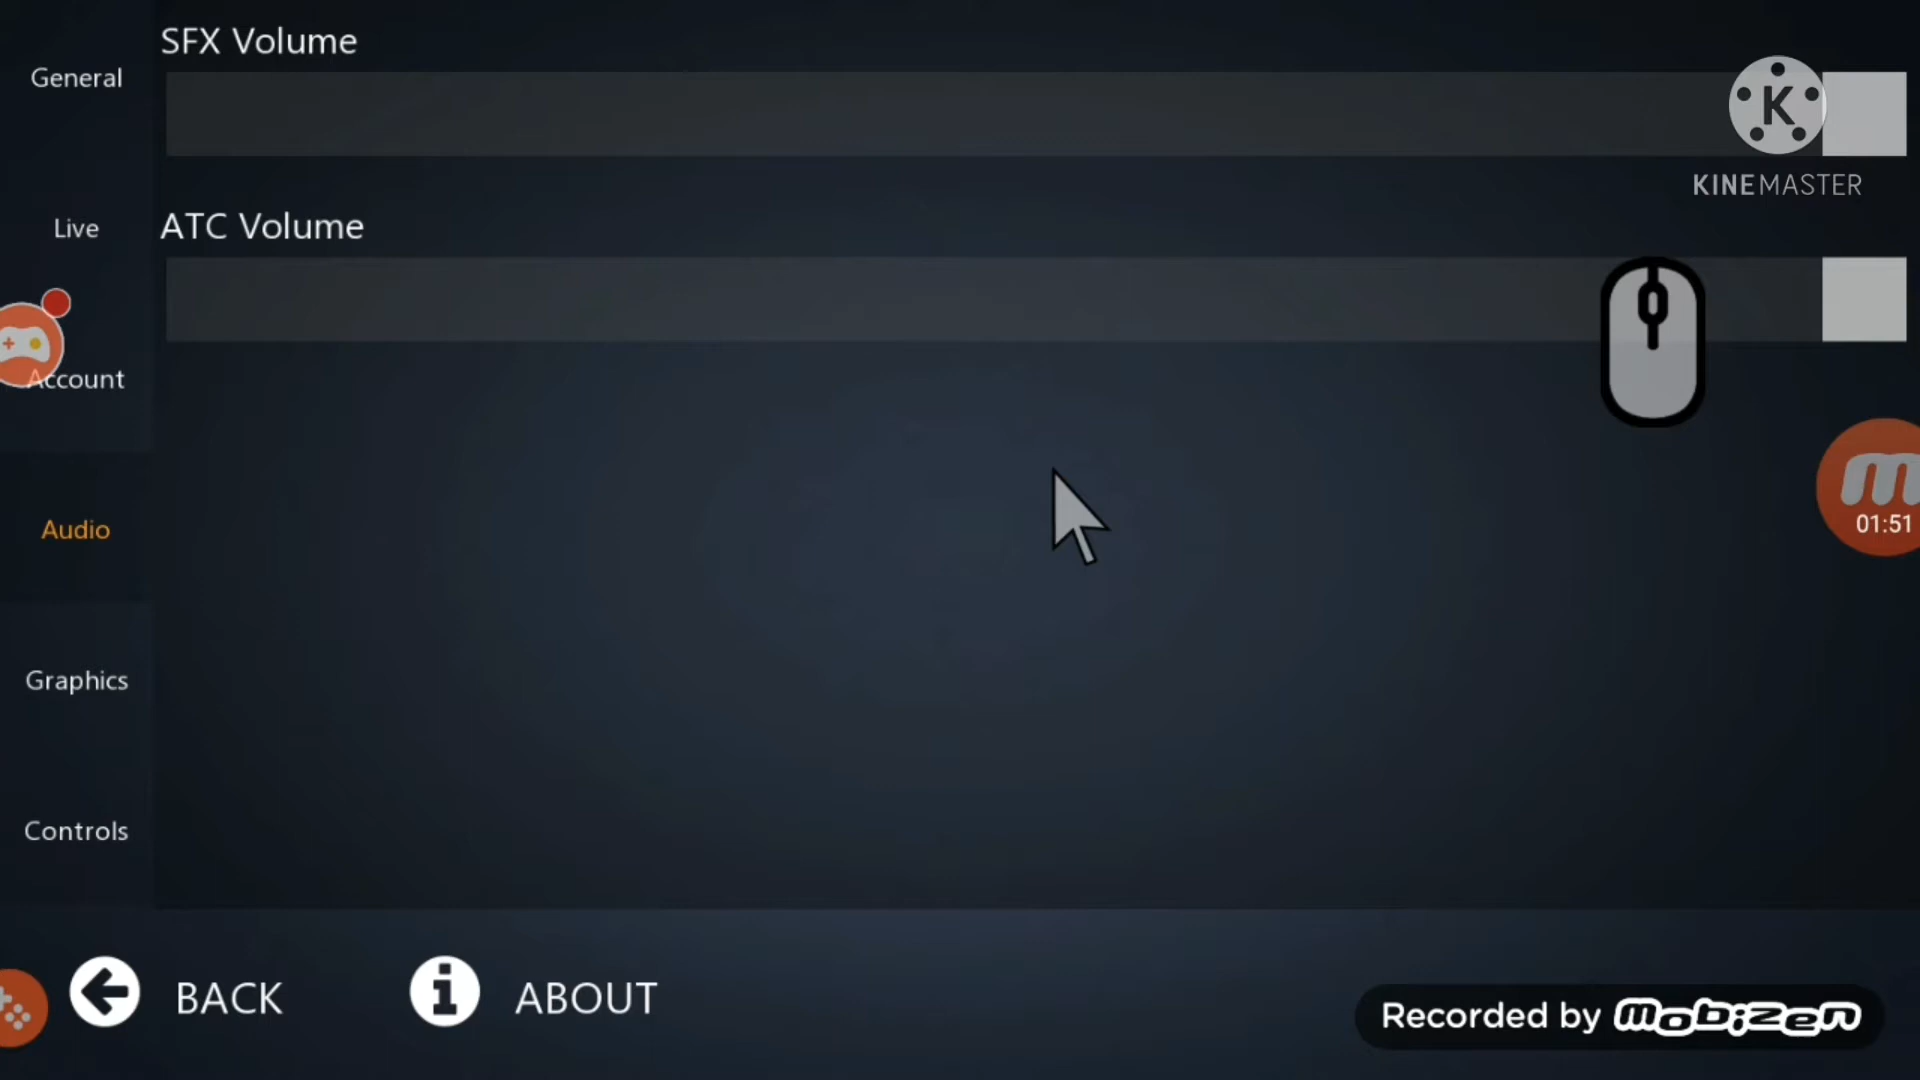 SFX Volume
General
K
KINEMASTER
Live
ATC Volume
Account
m
01:51
Audio
Graphics
Controls
BACK
i
ABOUT
Recorded by mobizen